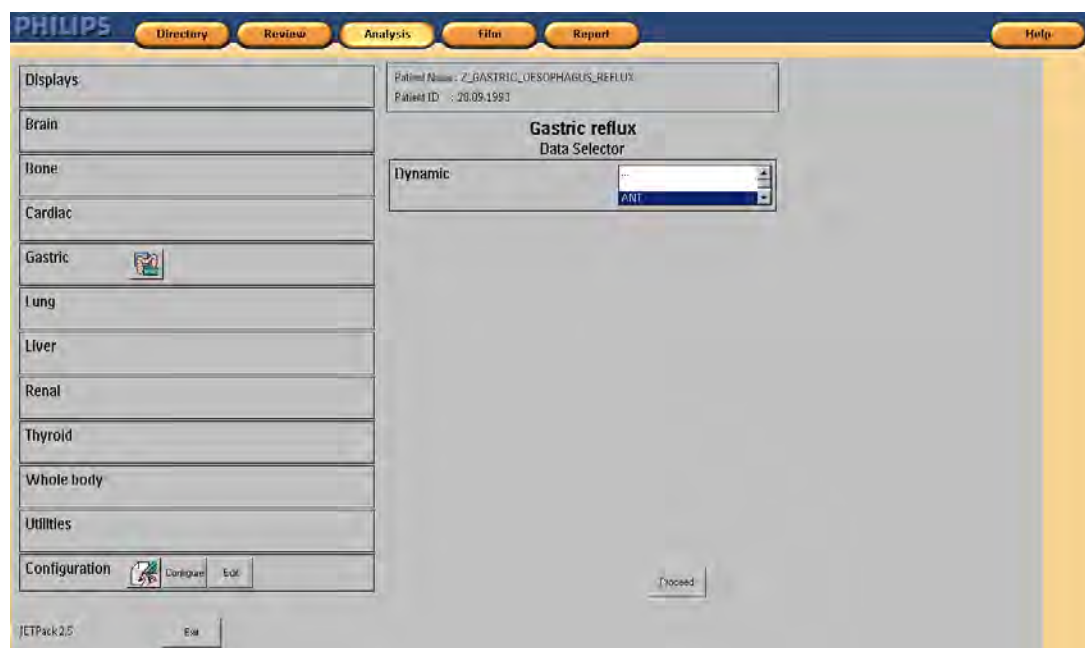 PHILIPS
Directory
Review
Analysis
Film
Report
Help
Displays
Brain
Bone
Cardiac
Gastric
Lung
Liver
Renal
Thyroid
Whole body
Utilities
Configuration
Configure
Edit
JETPack 2.5
Exit
Patient Name : Z_GASTRIC_OESOPHAGUS_REFLUX
Patient ID : 28.09.1993
Gastric reflux
Data Selector
Dynamic
...
ANT
Proceed